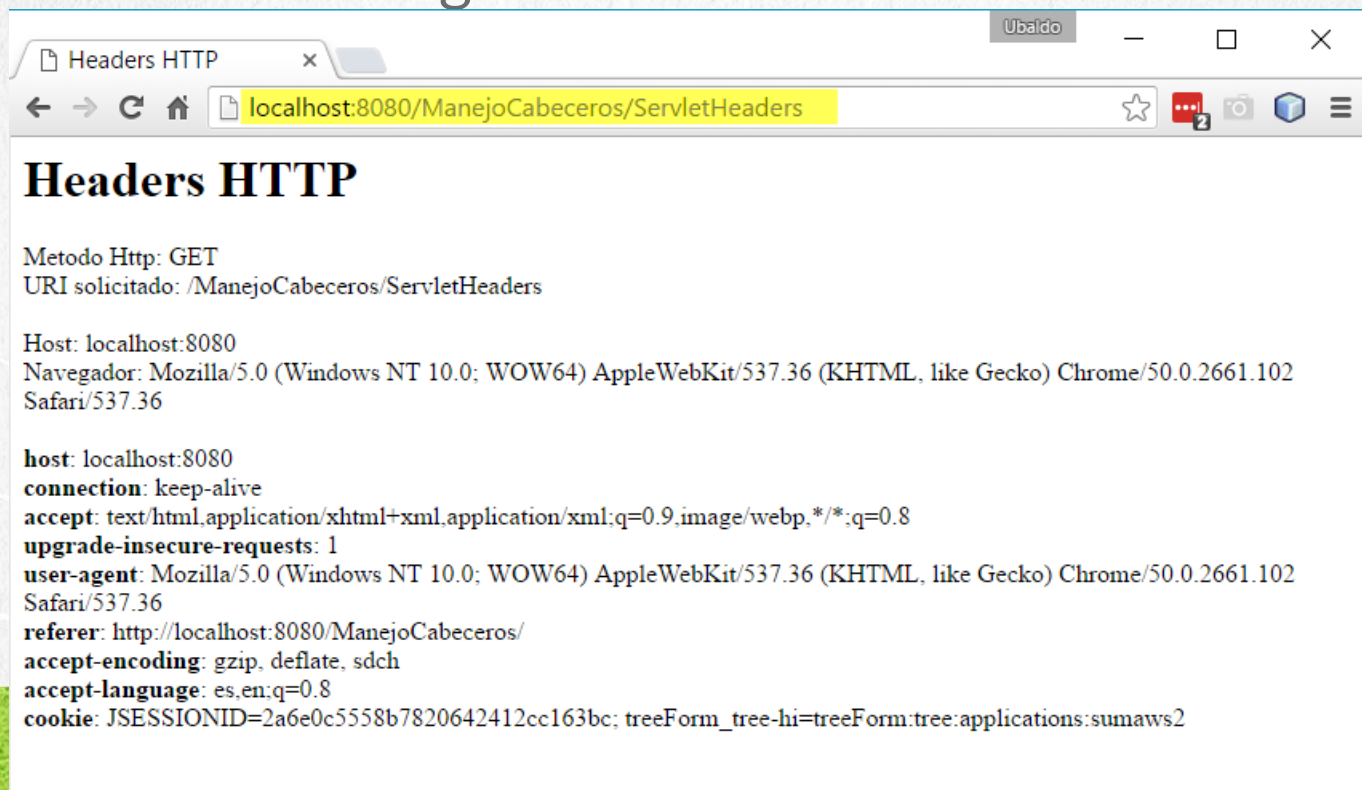 Ubaldo
Headers HTTP
localhost:8080/ManejoCabeceros/ServletHeaders
2
Headers HTTP
Metodo Http: GET
URI solicitado: /ManejoCabeceros/ServletHeaders
Host: localhost:8080
Navegador: Mozilla/5.0 (Windows NT 10.0; WOW64) AppleWebKit/537.36 (KHTML, like Gecko) Chrome/50.0.2661.102
Safari/537.36
host: localhost:8080
connection: keep-alive
accept: text/html,application/xhtml+xml,application/xml;q=0.9,image/webp,*/*;q=0.8
upgrade-insecure-requests: 1
user-agent: Mozilla/5.0 (Windows NT 10.0; WOW64) AppleWebKit/537.36 (KHTML, like Gecko) Chrome/50.0.2661.102
Safari/537.36
referer: http://localhost:8080/ManejoCabeceros/
accept-encoding: gzip, deflate, sdch
accept-language: es,en;q=0.8
cookie: JSESSIONID=2a6e0c5558b7820642412cc163bc; treeForm_tree-hi=treeForm:tree:applications:sumaws2